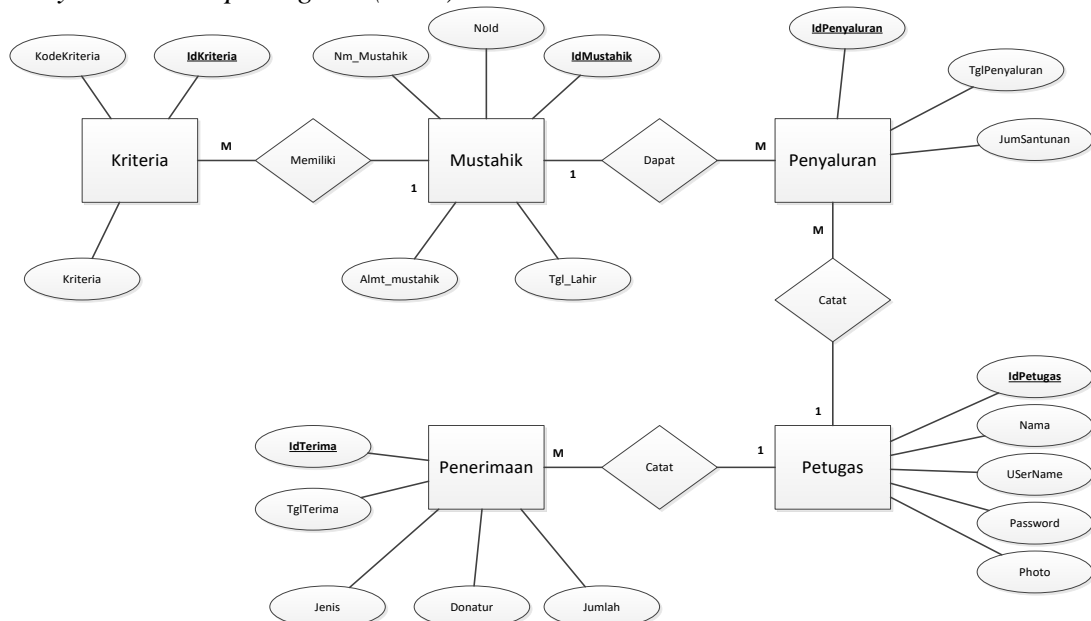 NoId
IdPenyaluran
KodeKriteria
IdKriteria
Nm_Mustahik
IdMustahik
TglPenyaluran
JumSantunan
Kriteria
M
Memiliki
1
Mustahik
1
Dapat
M
Penyaluran
M
Kriteria
Almt_mustahik
Tgl_Lahir
Catat
1
IdPetugas
Nama
USerName
Password
Photo
IdTerima
TglTerima
Penerimaan
M
Catat
1
Petugas
Jenis
Donatur
Jumlah